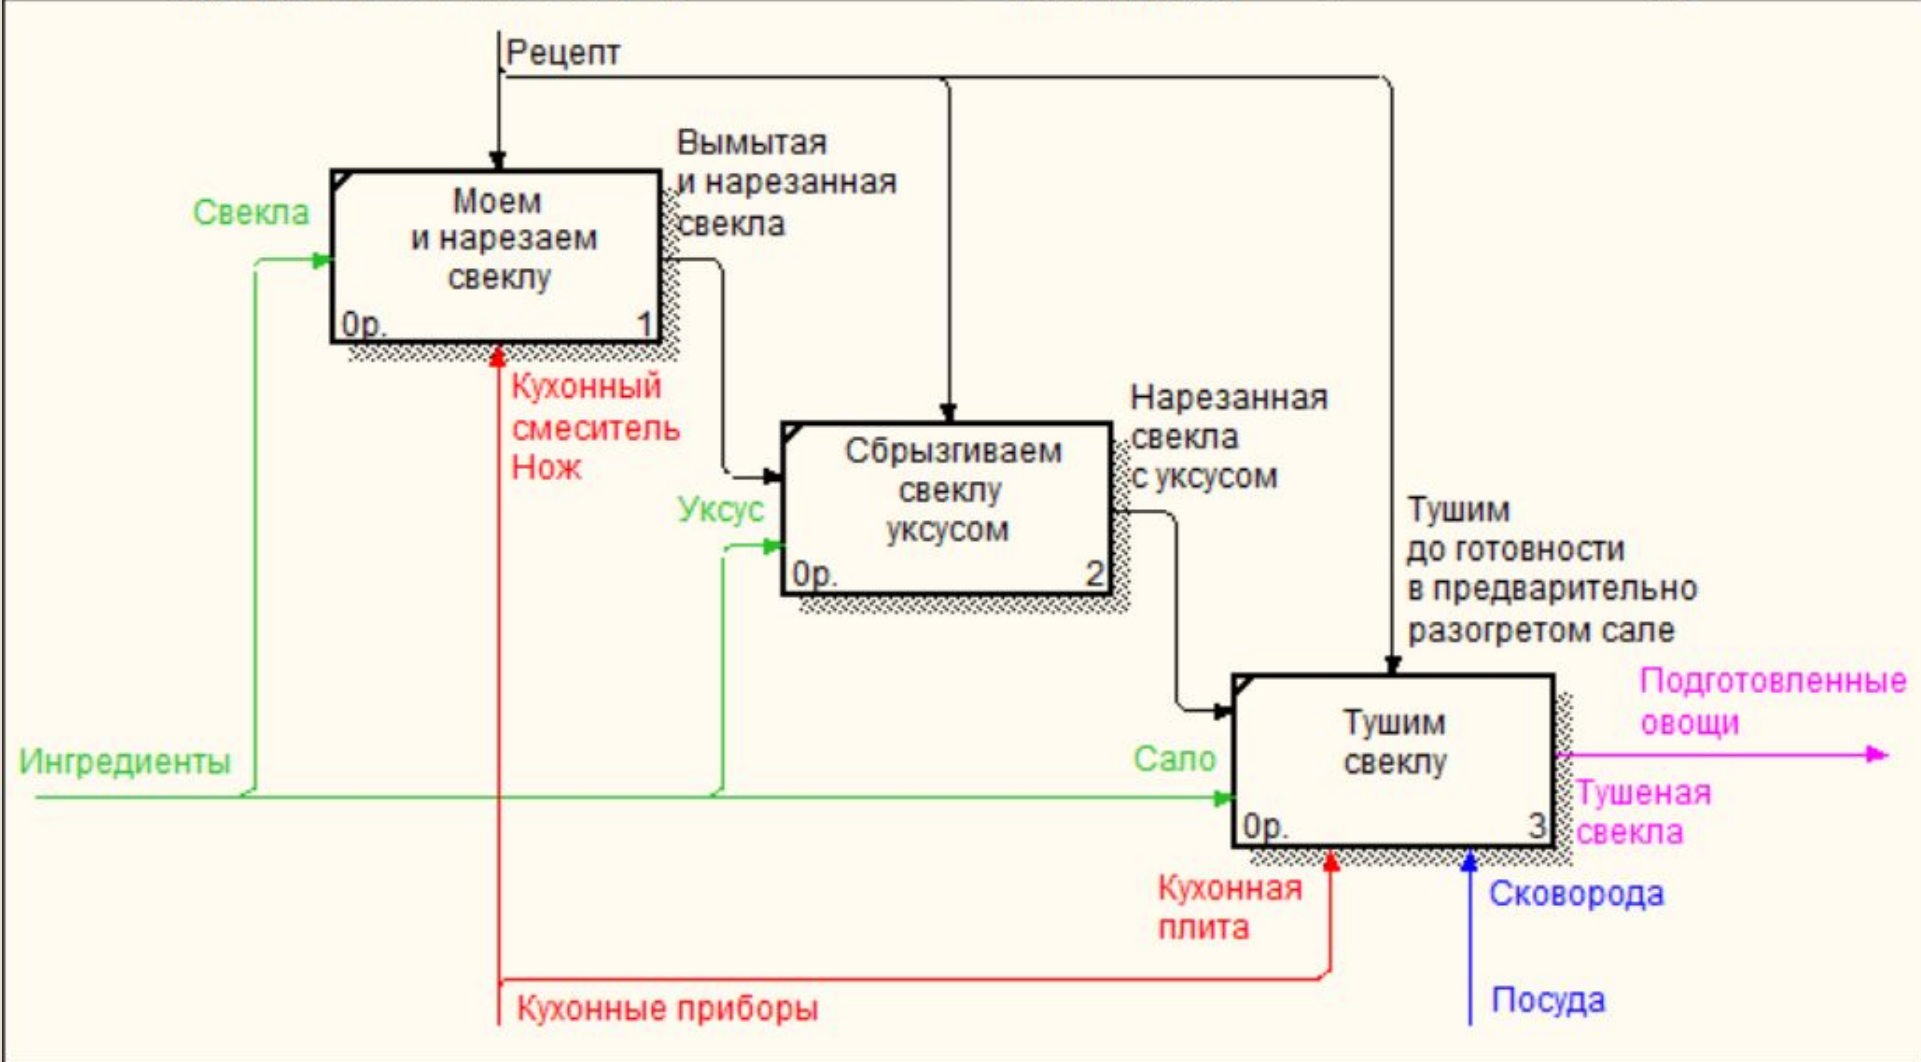 Рецепт
Вымытая
и нарезанная
свекла
Свекла
Моем
и нарезаем
свеклу
0р.
1
Кухонный
смеситель
Нож
Нарезанная
свекла
с уксусом
Уксус
Сбрызгиваем
свеклу
уксусом
0р.
2
Тушим
до готовности
в предварительно
разогретом сале
Подготовленные
овощи
Ингредиенты
Сало
Тушим
свеклу
0р.
3
Тушеная
свекла
Кухонная
плита
Сковорода
Кухонные приборы
Посуда